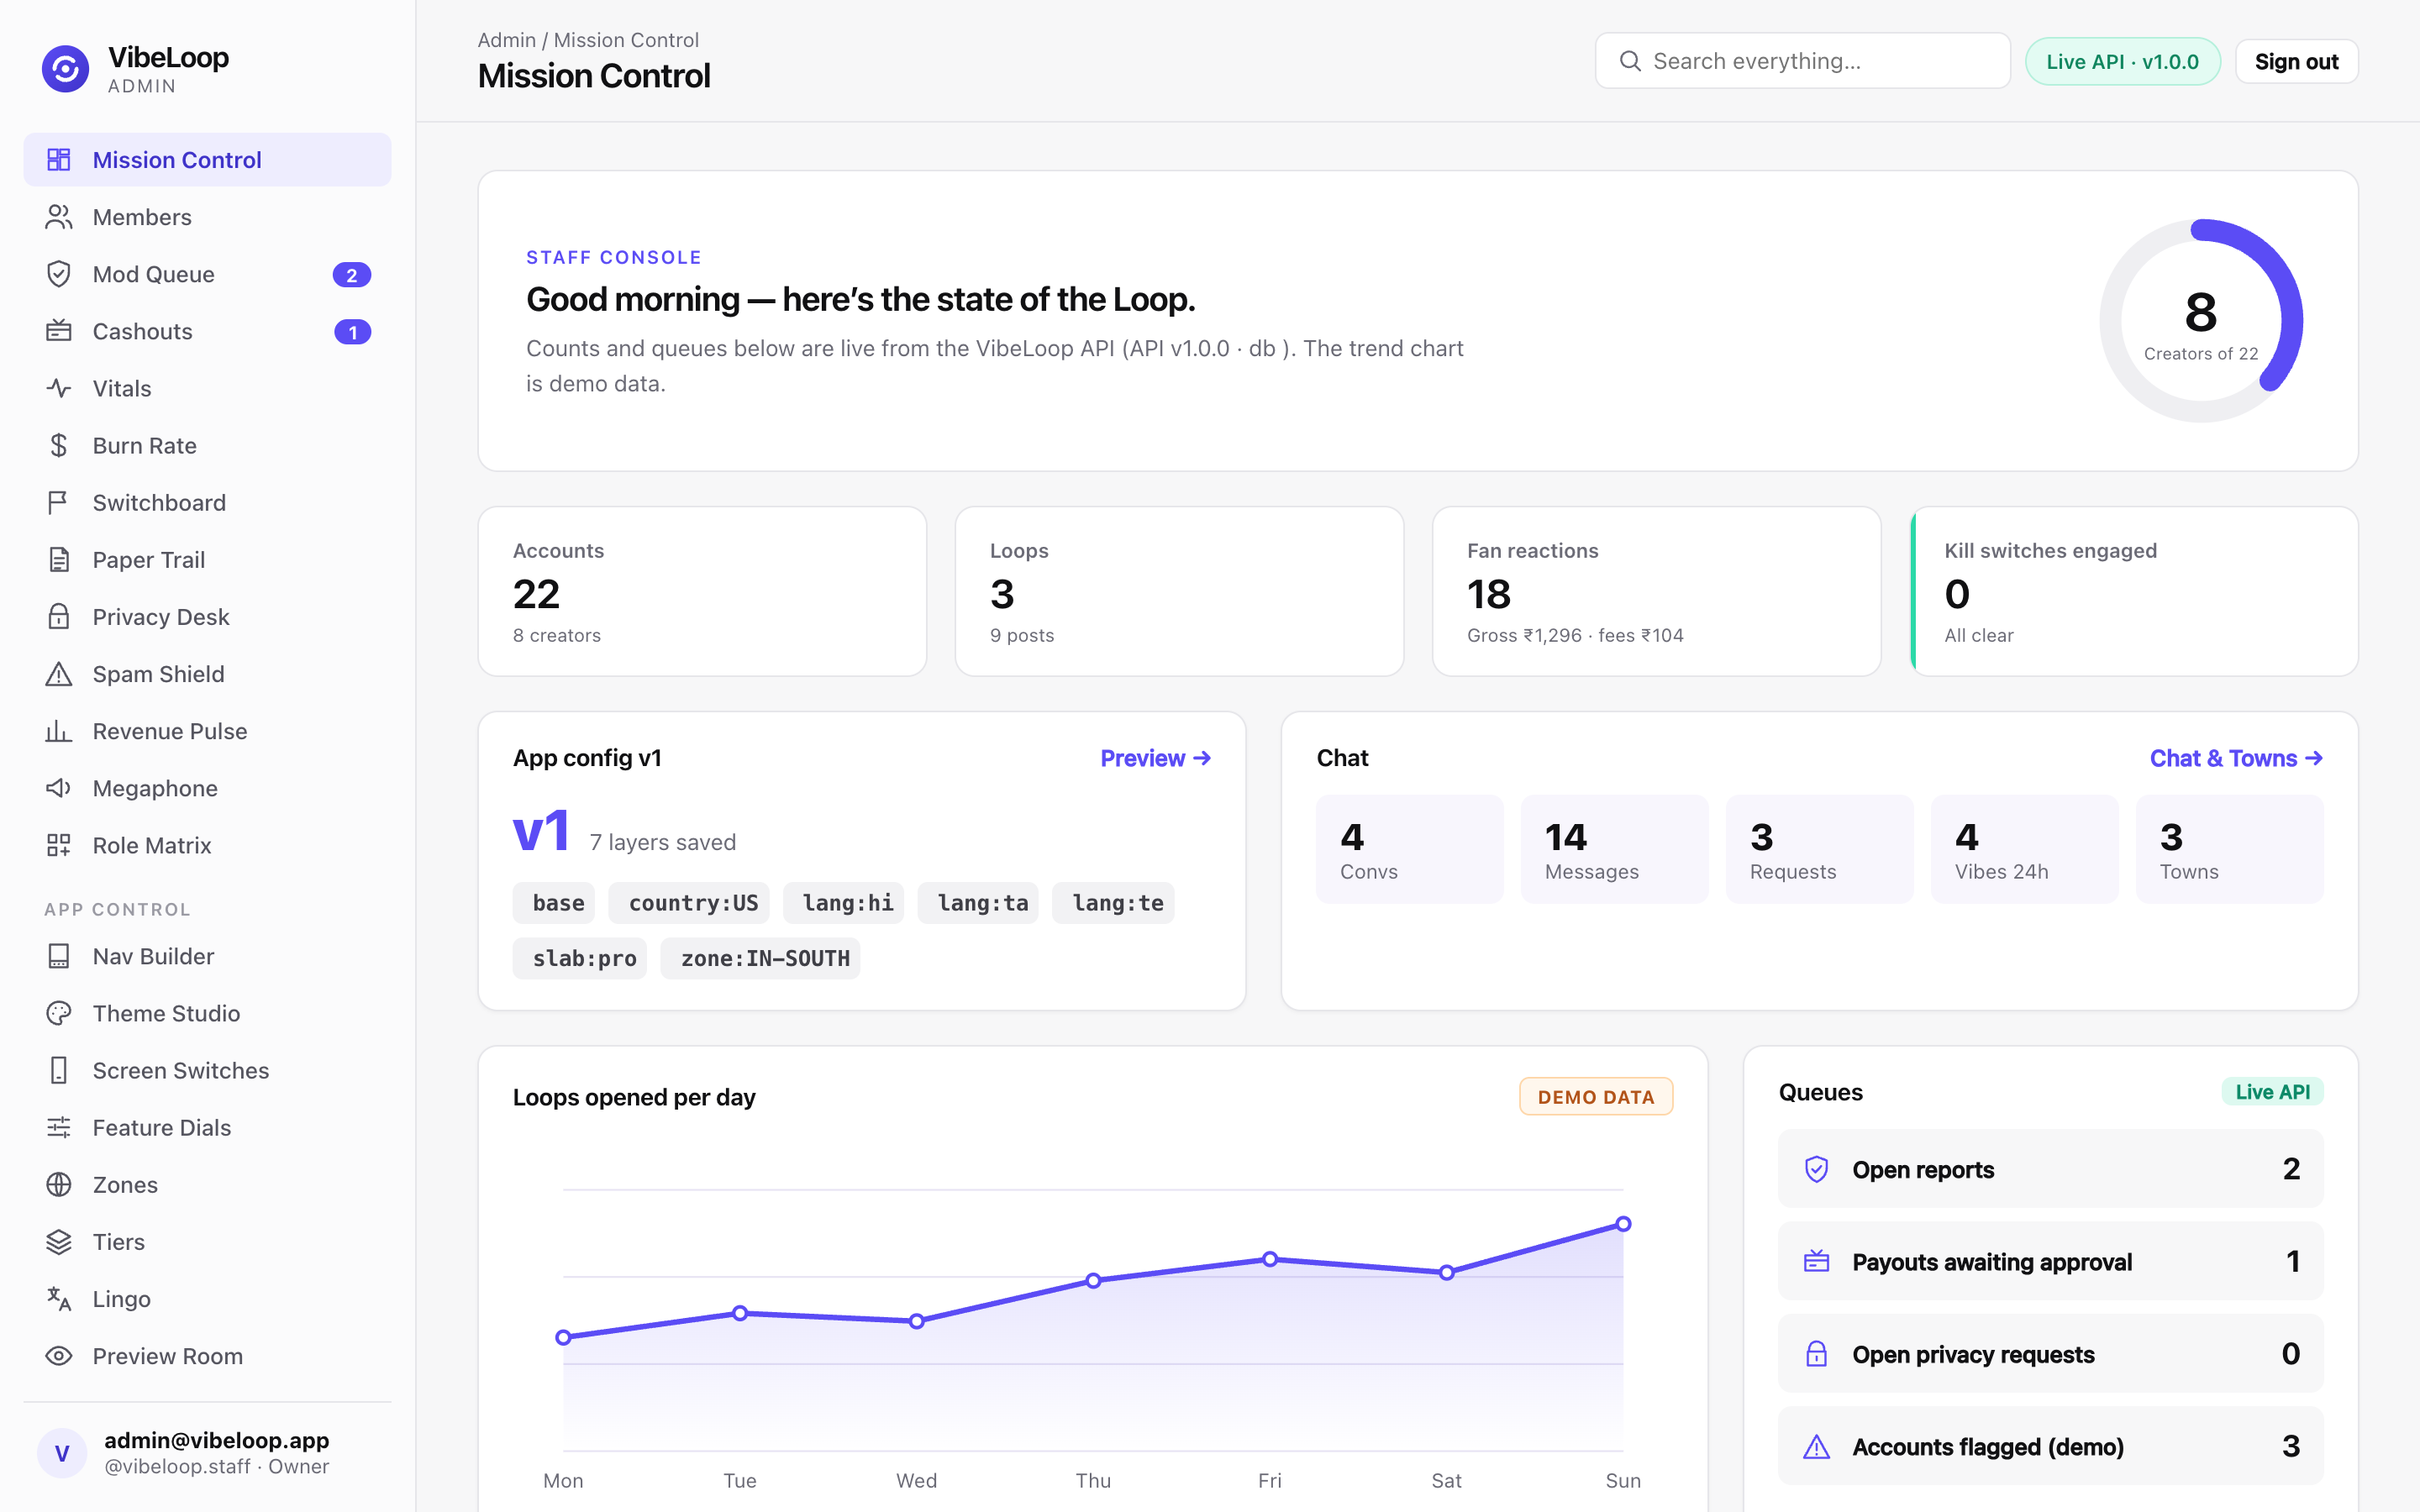 VibeLoop
ADMIN
Mission Control
Members
Mod Queue 2
Cashouts 1
Vitals
Burn Rate
Switchboard
Paper Trail
Privacy Desk
Spam Shield
Revenue Pulse
Megaphone
Role Matrix
APP CONTROL
Nav Builder
Theme Studio
Screen Switches
Feature Dials
Zones
Tiers
Lingo
Preview Room
V
admin@vibeloop.app
@vibeloop.staff · Owner
Admin / Mission Control
Mission Control
Search everything...
Live API · v1.0.0
Sign out
STAFF CONSOLE
Good morning — here’s the state of the Loop.
Counts and queues below are live from the VibeLoop API (API v1.0.0 · db ). The trend chart
is demo data.
8
Creators of 22
Accounts
22
8 creators
Loops
3
9 posts
Fan reactions
18
Gross ₹1,296 · fees ₹104
Kill switches engaged
0
All clear
App config v1
Preview →
v1 7 layers saved
base country:US lang:hi lang:ta lang:te
slab:pro zone:IN-SOUTH
Chat
Chat & Towns →
4
Convs
14
Messages
3
Requests
4
Vibes 24h
3
Towns
Loops opened per day
DEMO DATA
Mon Tue Wed Thu Fri Sat Sun
Queues
Live API
Open reports 2
Payouts awaiting approval 1
Open privacy requests 0
Accounts flagged (demo) 3